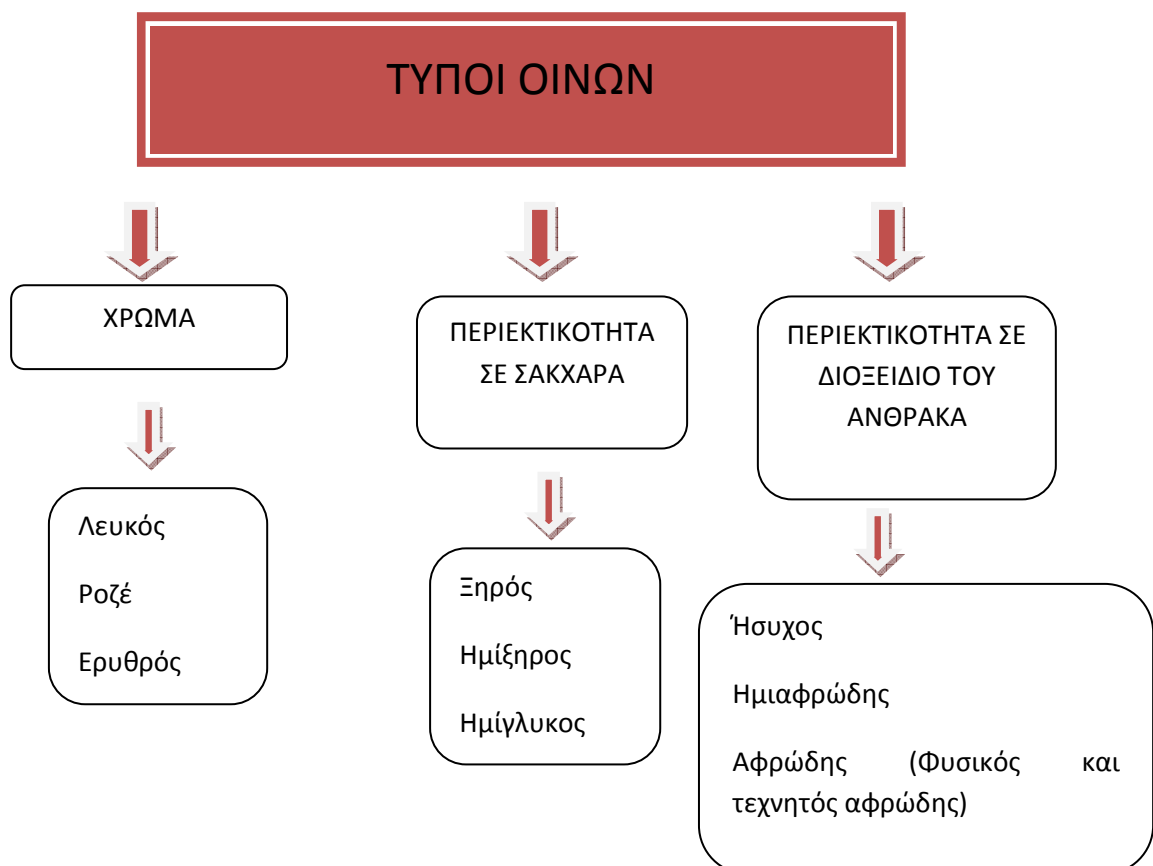 ΤΥΠΟΙ ΟΙΝΩΝ
ΧΡΩΜΑ
Λευκός
Ροζέ
Ερυθρός
ΠΕΡΙΕΚΤΙΚΟΤΗΤΑ
ΣΕ ΣΑΚΧΑΡΑ
Ξηρός
Ημίξηρος
Ημίγλυκος
ΠΕΡΙΕΚΤΙΚΟΤΗΤΑ ΣΕ
ΔΙΟΞΕΙΔΙΟ ΤΟΥ
ΑΝΘΡΑΚΑ
Ήσυχος
Ημιαφρώδης
Αφρώδης (Φυσικός και
τεχνητός αφρώδης)